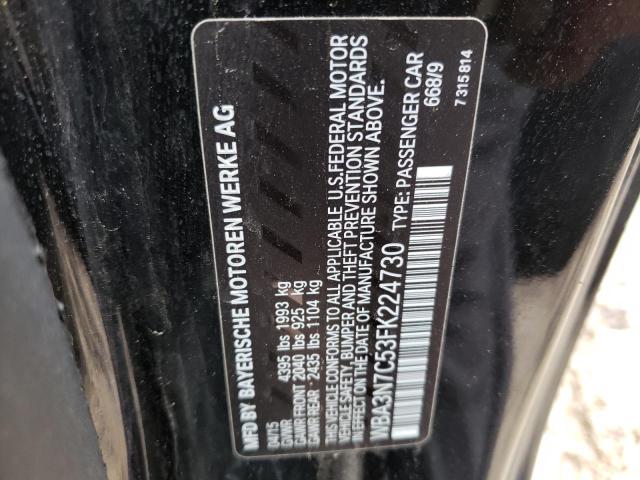 MFD BY BAYERISCHE MOTOREN WERKE AG
04/15
GVWR 4395 lbs 1993 kg
GAWR-FRONT 2040 lbs 925 kg
GAWR-REAR 2435 lbs 1104 kg
THIS VEHICLE CONFORMS TO ALL APPLICABLE U.S.FEDERAL MOTOR
VEHICLE SAFETY, BUMPER AND THEFT PREVENTION STANDARDS
IN EFFECT ON DATE OF MANUFACTURE SHOWN ABOVE.
WBA3N7C53FK224730 TYPE: PASSENGER CAR
668/9
7 315 814